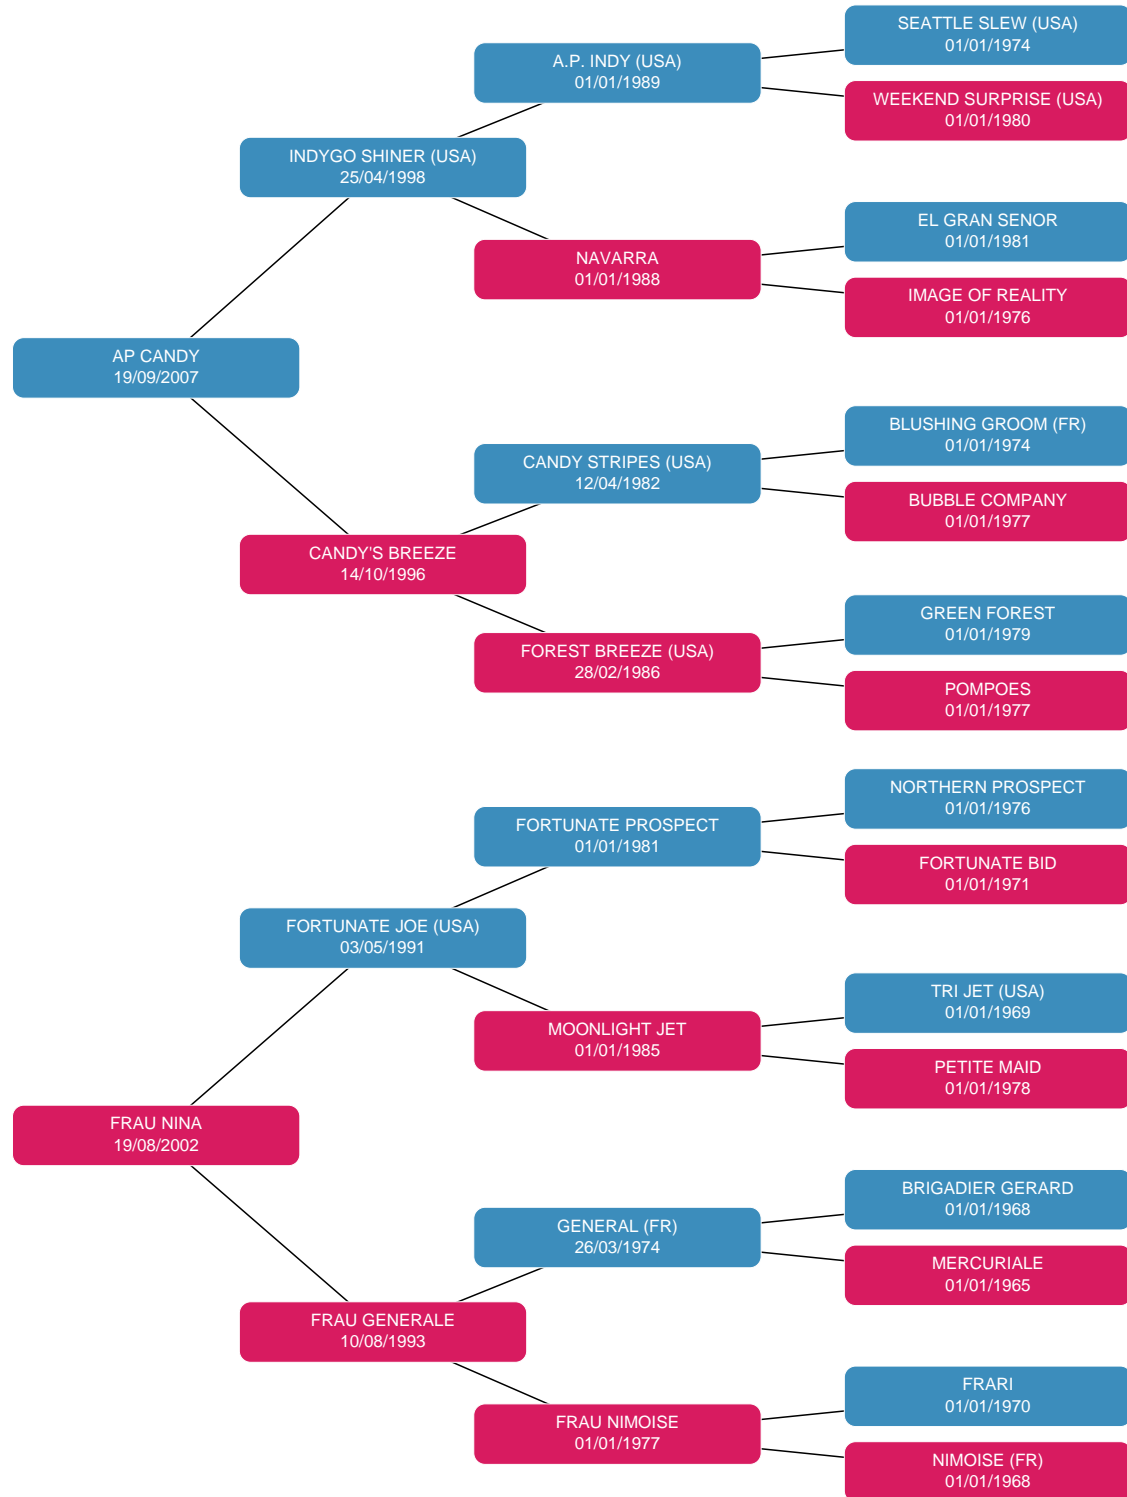 SEATTLE SLEW (USA)
01/01/1974
A.P. INDY (USA)
01/01/1989
WEEKEND SURPRISE (USA)
01/01/1980
INDYGO SHINER (USA)
25/04/1998
EL GRAN SENOR
01/01/1981
NAVARRA
01/01/1988
IMAGE OF REALITY
01/01/1976
AP CANDY
19/09/2007
BLUSHING GROOM (FR)
01/01/1974
CANDY STRIPES (USA)
12/04/1982
BUBBLE COMPANY
01/01/1977
CANDY'S BREEZE
14/10/1996
GREEN FOREST
01/01/1979
FOREST BREEZE (USA)
28/02/1986
POMPOES
01/01/1977
NORTHERN PROSPECT
01/01/1976
FORTUNATE PROSPECT
01/01/1981
FORTUNATE BID
01/01/1971
FORTUNATE JOE (USA)
03/05/1991
TRI JET (USA)
01/01/1969
MOONLIGHT JET
01/01/1985
PETITE MAID
01/01/1978
FRAU NINA
19/08/2002
BRIGADIER GERARD
01/01/1968
GENERAL (FR)
26/03/1974
MERCURIALE
01/01/1965
FRAU GENERALE
10/08/1993
FRARI
01/01/1970
FRAU NIMOISE
01/01/1977
NIMOISE (FR)
01/01/1968